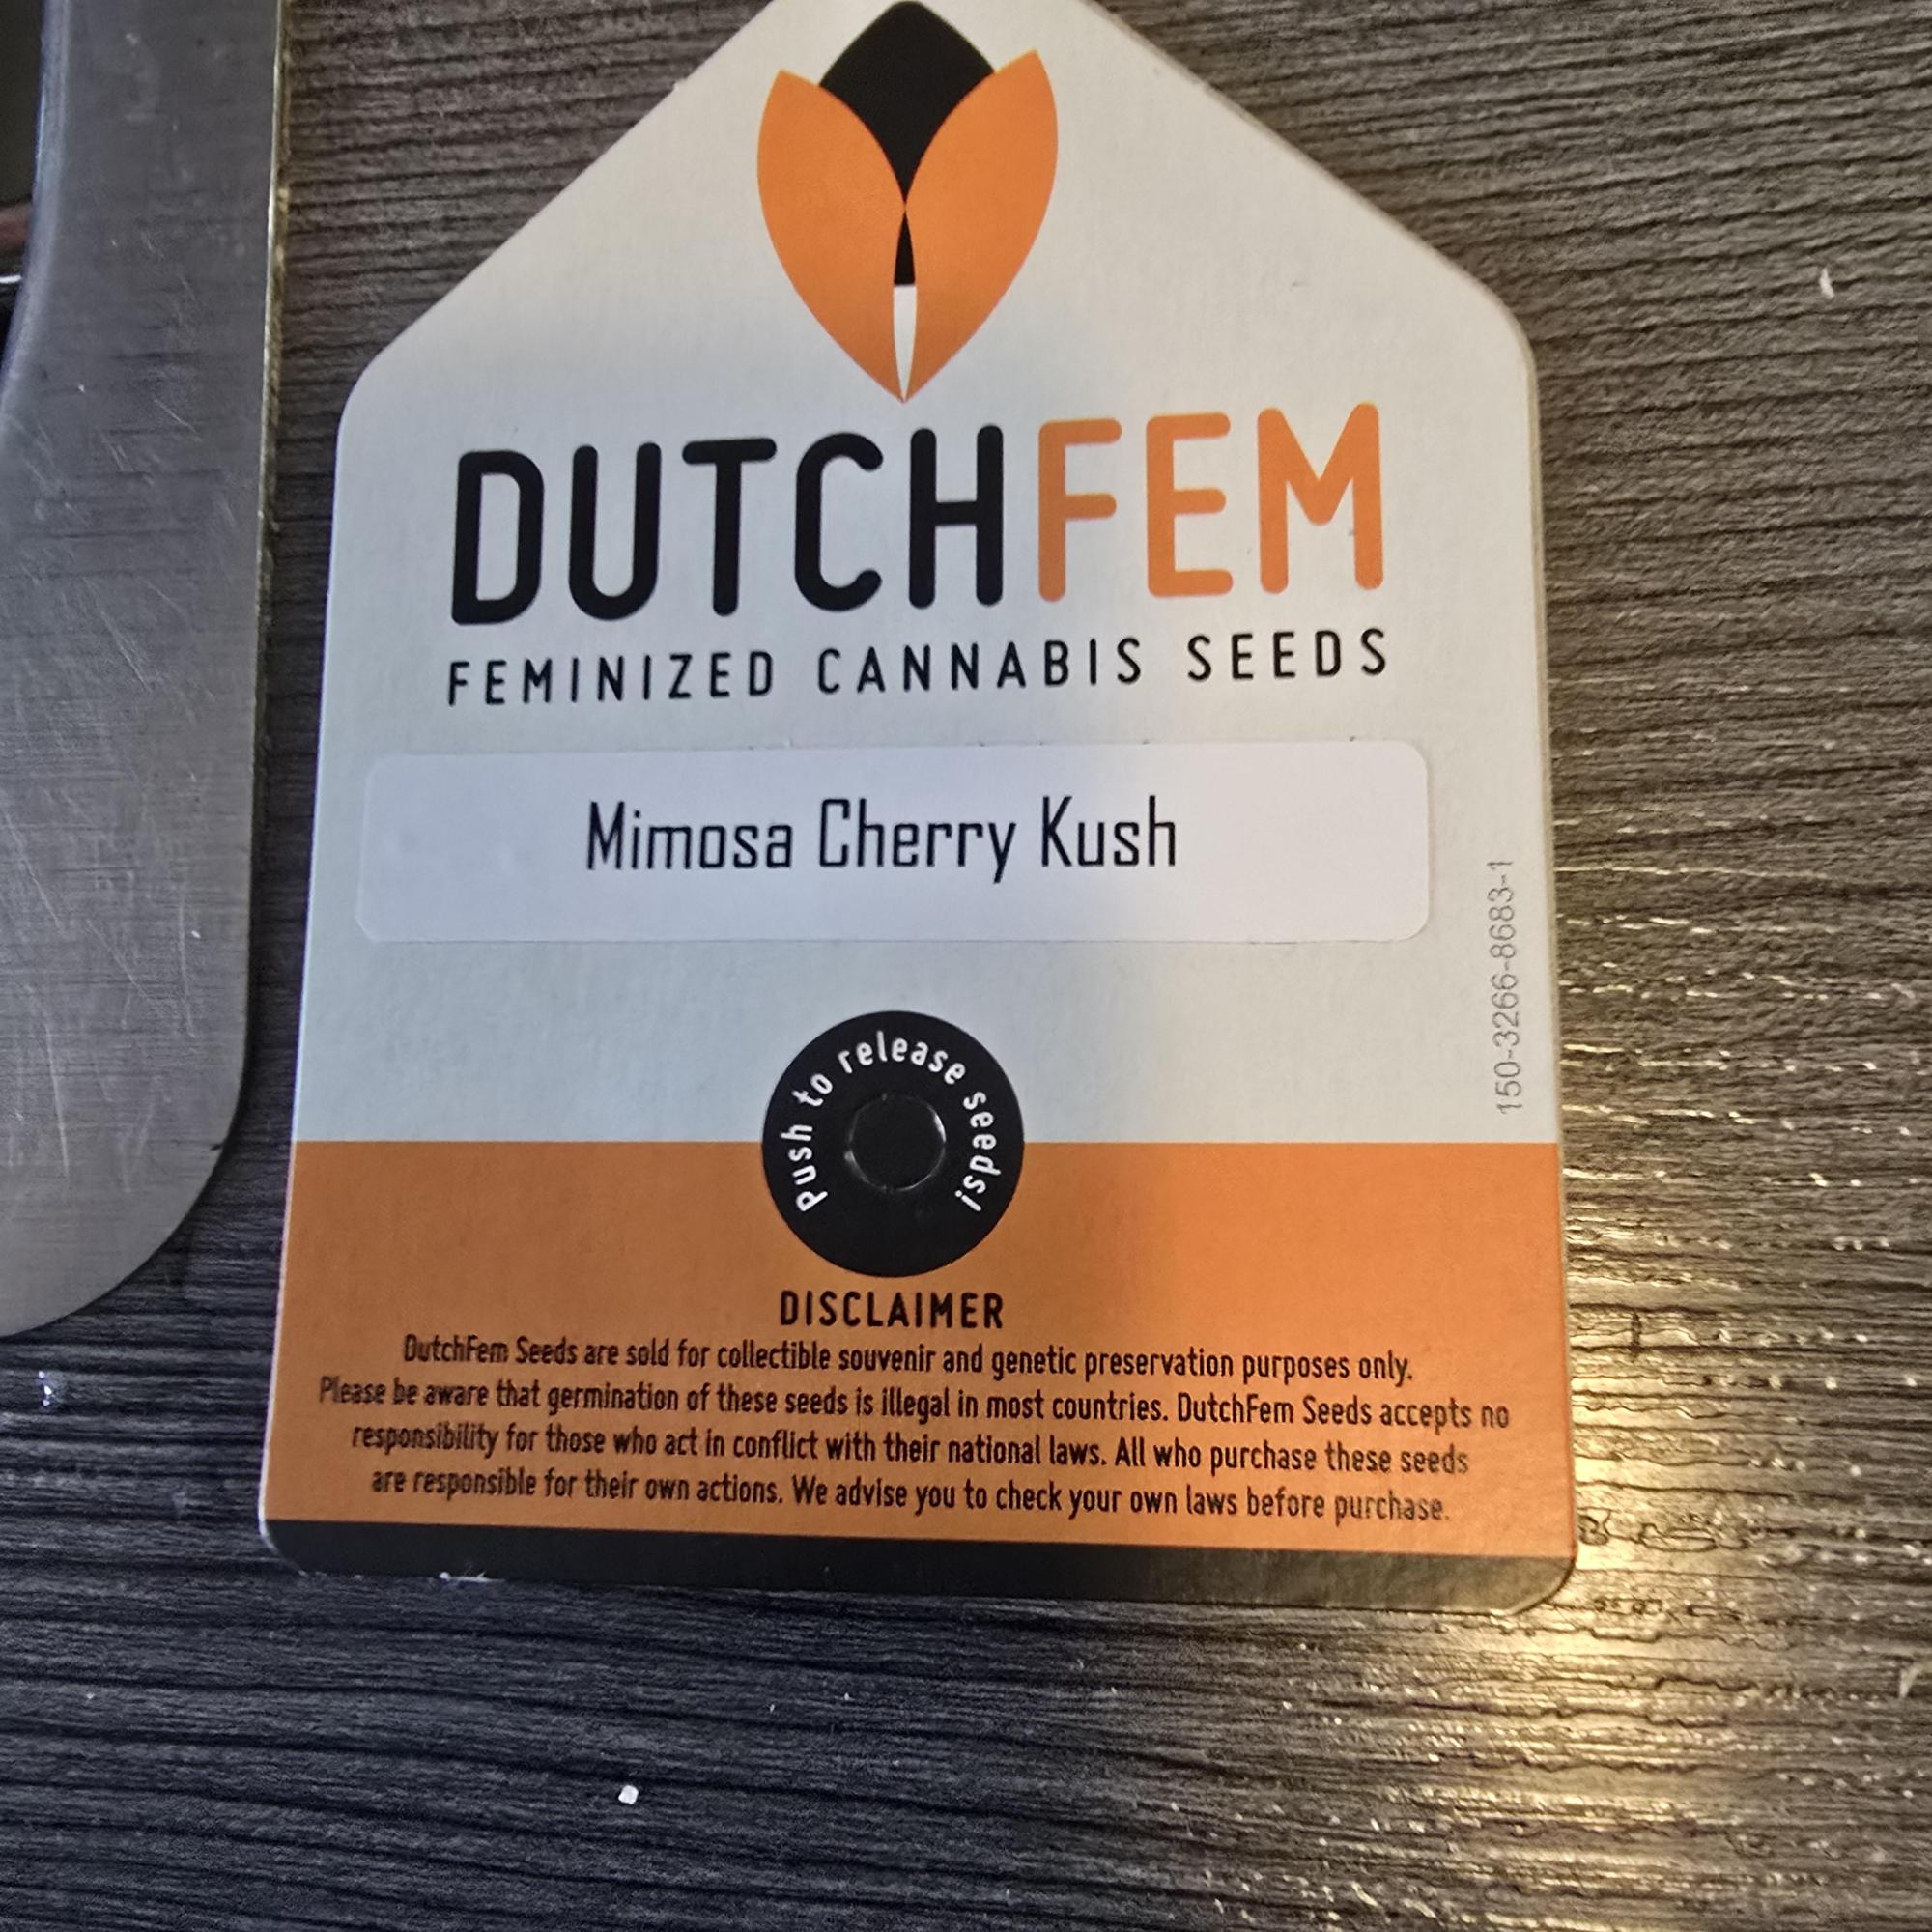 DUTCHFEM
FEMINIZED CANNABIS SEEDS
Mimosa Cherry Kush
150-3266-8683-1
Push to release seeds!
DISCLAIMER
DutchFem Seeds are sold for collectible souvenir and genetic preservation purposes only.
Please be aware that germination of these seeds is illegal in most countries. DutchFem Seeds accepts no
responsibility for those who act in conflict with their national laws. All who purchase these seeds
are responsible for their own actions. We advise you to check your own laws before purchase.